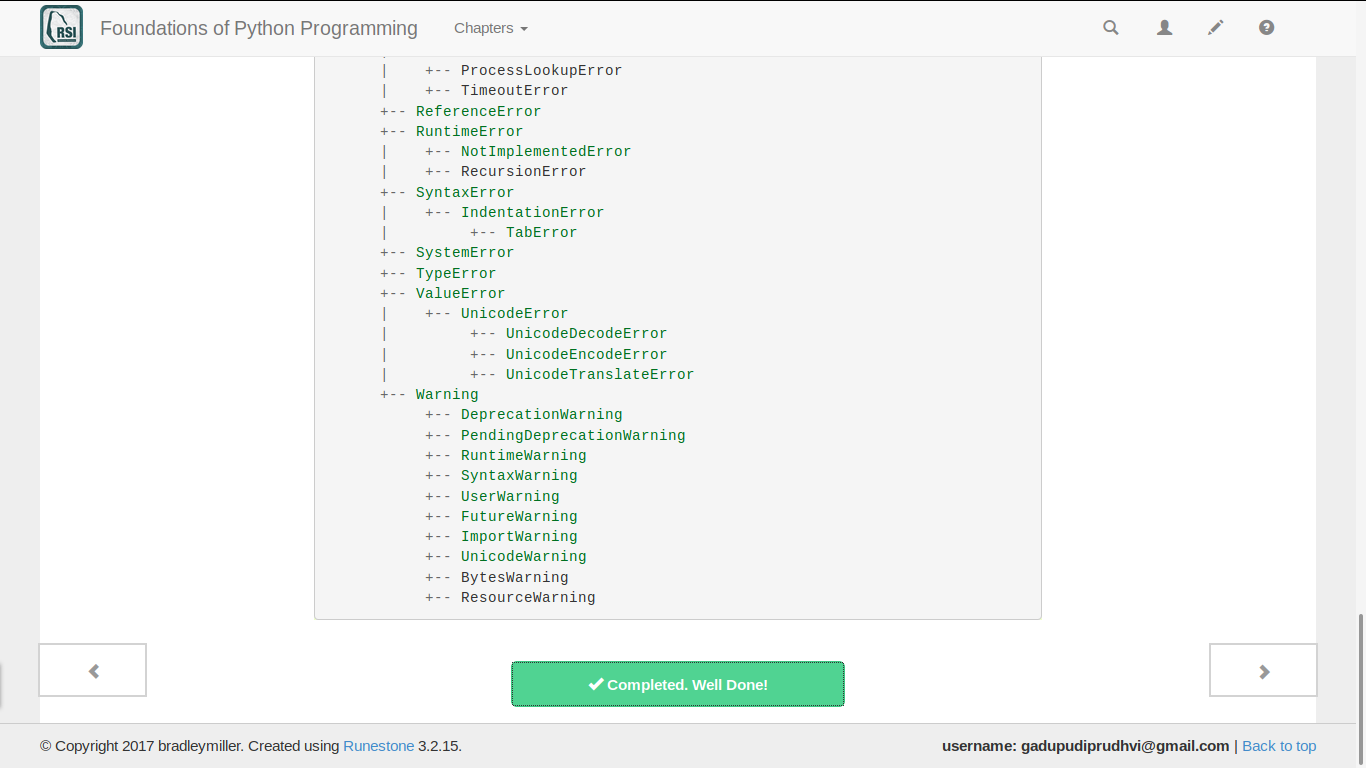 RSI Foundations of Python Programming Chapters
|    +-- ProcessLookupError
|    +-- TimeoutError
+-- ReferenceError
+-- RuntimeError
|    +-- NotImplementedError
|    +-- RecursionError
+-- SyntaxError
|    +-- IndentationError
|         +-- TabError
+-- SystemError
+-- TypeError
+-- ValueError
|    +-- UnicodeError
|         +-- UnicodeDecodeError
|         +-- UnicodeEncodeError
|         +-- UnicodeTranslateError
+-- Warning
     +-- DeprecationWarning
     +-- PendingDeprecationWarning
     +-- RuntimeWarning
     +-- SyntaxWarning
     +-- UserWarning
     +-- FutureWarning
     +-- ImportWarning
     +-- UnicodeWarning
     +-- BytesWarning
     +-- ResourceWarning
Completed. Well Done!
© Copyright 2017 bradleymiller. Created using Runestone 3.2.15. username: gadupudiprudhvi@gmail.com | Back to top